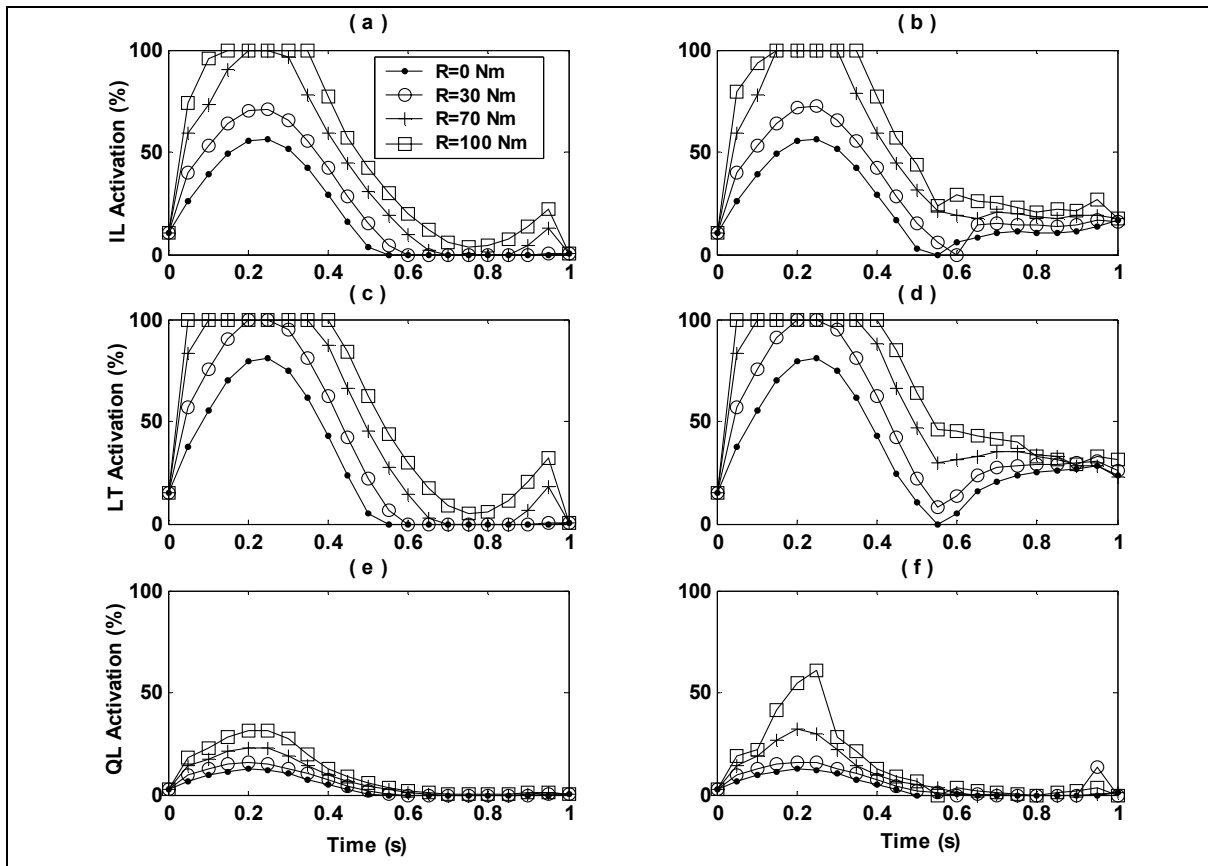 ( a )
( b )
100
50
0
IL Activation (%)
R=0 Nm
R=30 Nm
R=70 Nm
R=100 Nm
0 0.2 0.4 0.6 0.8 1
100
50
0
0 0.2 0.4 0.6 0.8 1
( c )
( d )
100
50
0
LT Activation (%)
0 0.2 0.4 0.6 0.8 1
100
50
0
0 0.2 0.4 0.6 0.8 1
( e )
( f )
100
50
0
QL Activation (%)
0 0.2 0.4 0.6 0.8 1
Time (s)
100
50
0
0 0.2 0.4 0.6 0.8 1
Time (s)